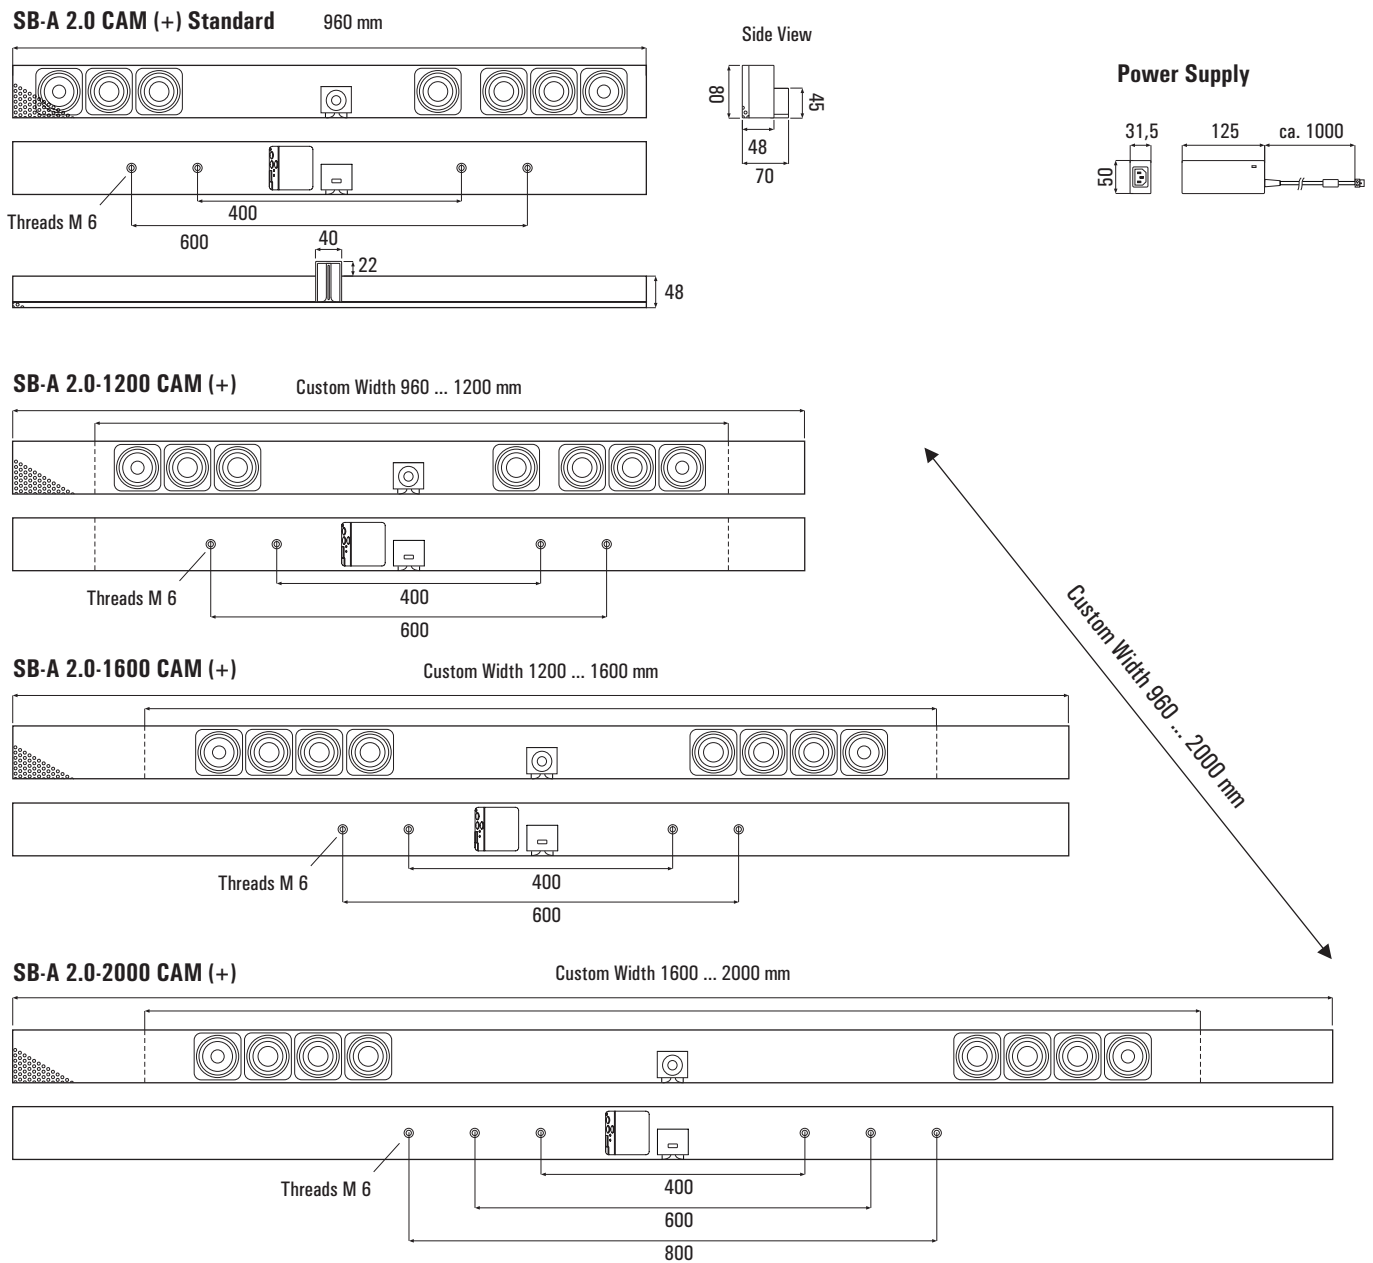 SB-A 2.0 CAM (+) Standard
960 mm
Side View
80
45
48
70
Power Supply
31,5
125
ca. 1000
50
Threads M 6
400
600
40
22
48
SB-A 2.0-1200 CAM (+)
Custom Width 960 ... 1200 mm
Threads M 6
400
600
Custom Width 960 ... 2000 mm
SB-A 2.0-1600 CAM (+)
Custom Width 1200 ... 1600 mm
Threads M 6
400
600
SB-A 2.0-2000 CAM (+)
Custom Width 1600 ... 2000 mm
Threads M 6
400
600
800